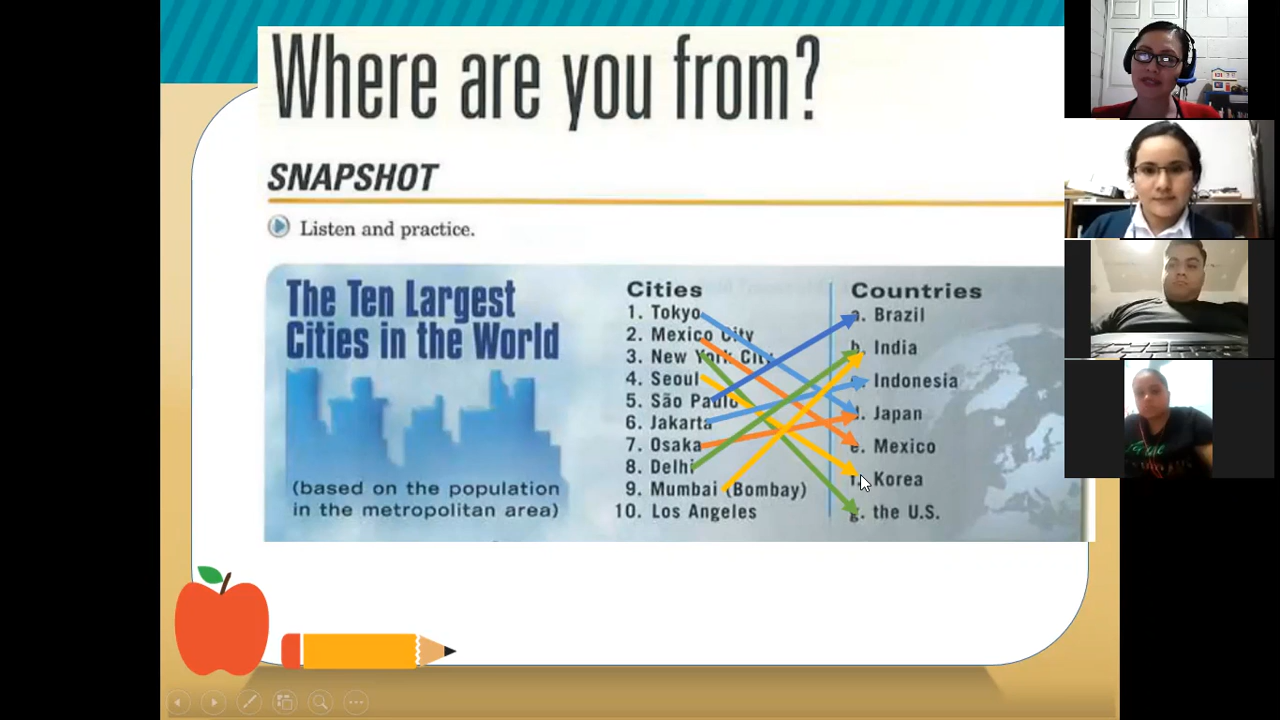 Where are you from?
SNAPSHOT
Listen and practice.
The Ten Largest
Cities in the World
(based on the population
in the metropolitan area)
Cities
1. Tokyo
2. Mexico City
3. New York City
4. Seoul
5. São Paulo
6. Jakarta
7. Osaka
8. Delhi
9. Mumbai (Bombay)
10. Los Angeles
Countries
a. Brazil
b. India
c. Indonesia
d. Japan
e. Mexico
f. Korea
g. the U.S.